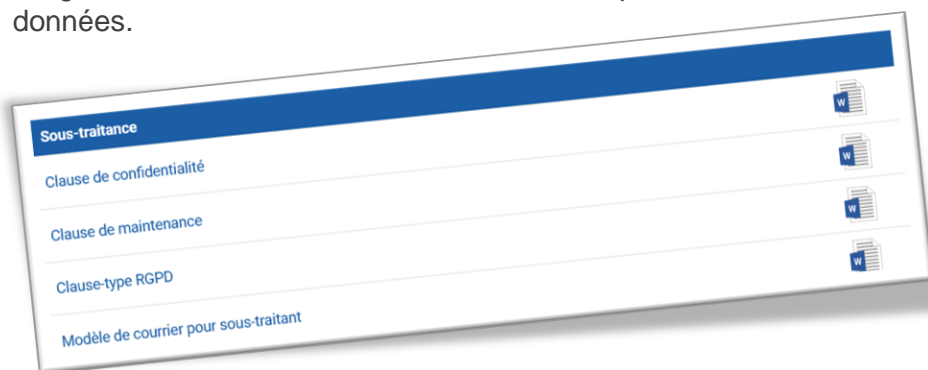 données.
Sous-traitance
Clause de confidentialité
W
Clause de maintenance
W
Clause-type RGPD
W
Modèle de courrier pour sous-traitant
W